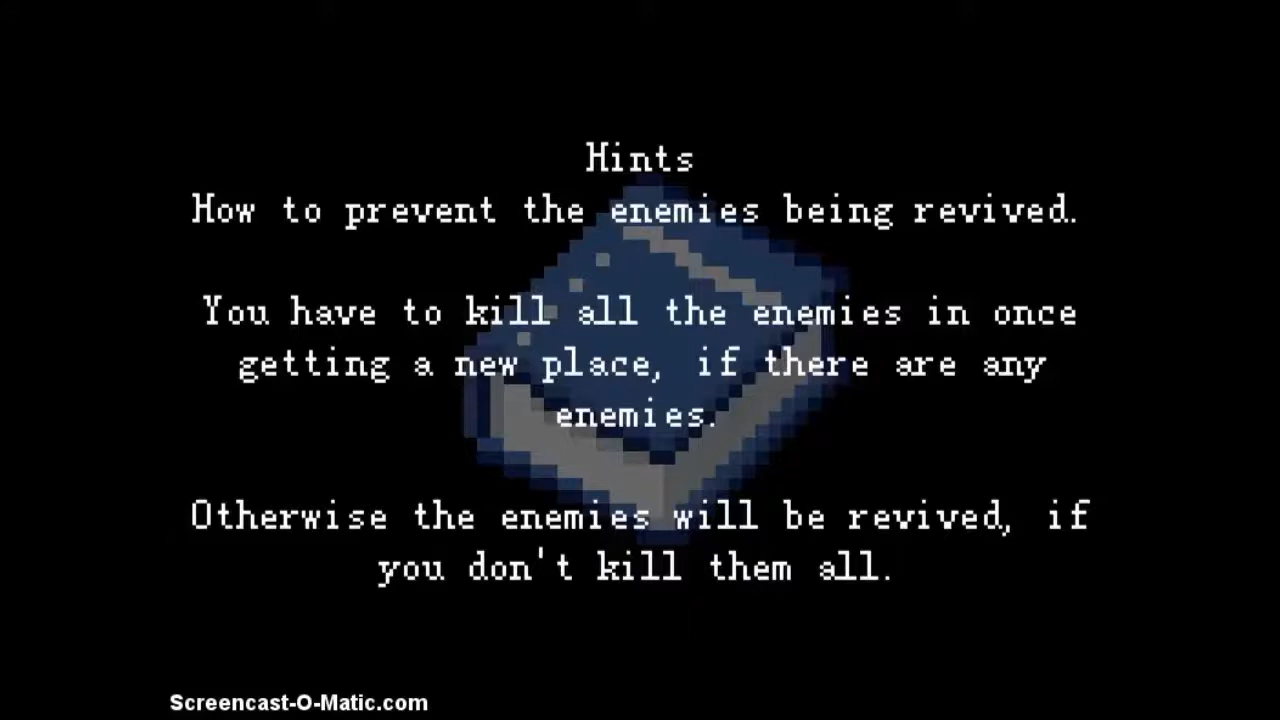 Hints
How to prevent the enemies being revived.
You have to kill all the enemies in once
getting a new place, if there are any
enemies.
Otherwise the enemies will be revived, if
you don't kill them all.
Screencast-O-Matic.com